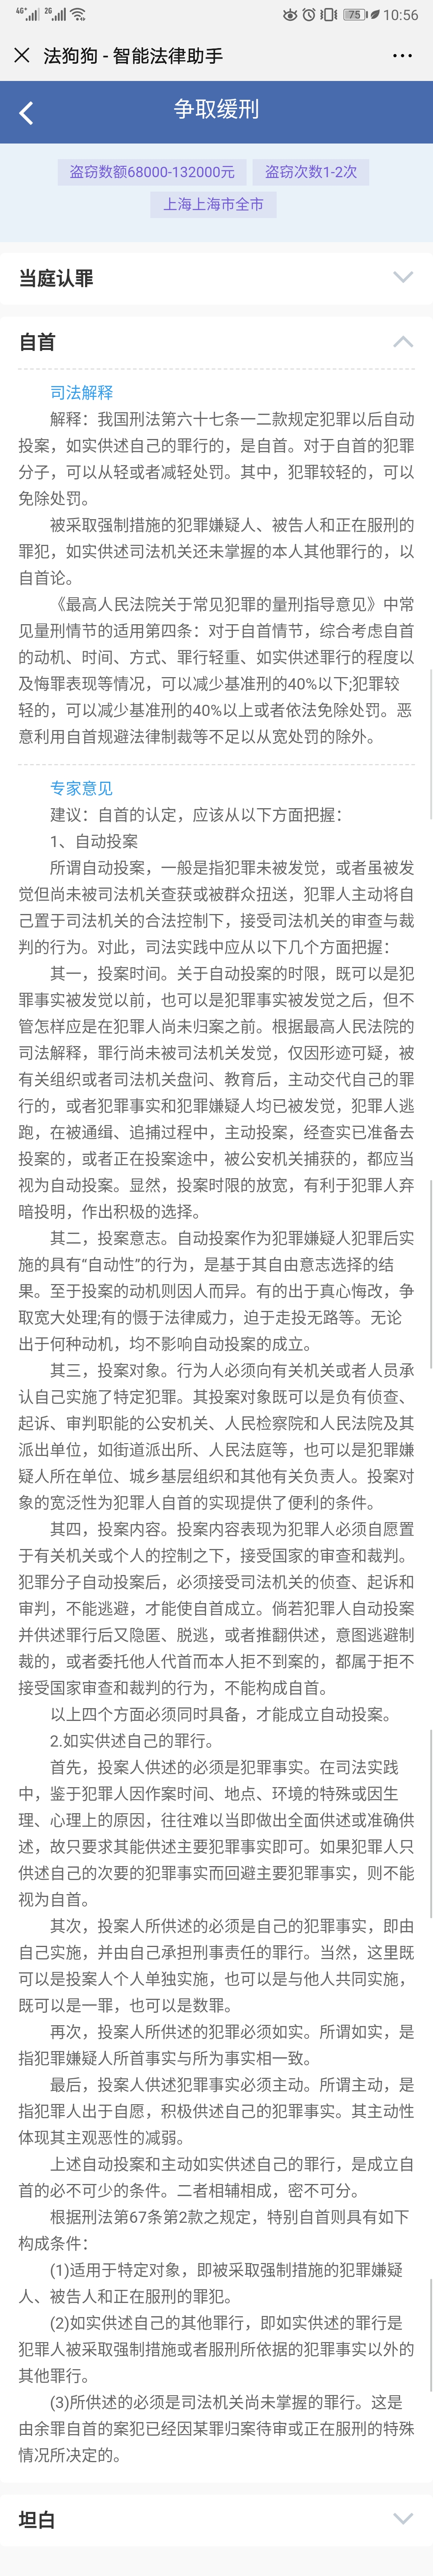 4G+ 2G 75 10:56
法狗狗 - 智能法律助手
争取缓刑
盗窃数额68000-132000元 盗窃次数1-2次
上海上海市全市
当庭认罪
自首
司法解释
解释：我国刑法第六十七条一二款规定犯罪以后自动
投案，如实供述自己的罪行的，是自首。对于自首的犯罪
分子，可以从轻或者减轻处罚。其中，犯罪较轻的，可以
免除处罚。
被采取强制措施的犯罪嫌疑人、被告人和正在服刑的
罪犯，如实供述司法机关还未掌握的本人其他罪行的，以
自首论。
《最高人民法院关于常见犯罪的量刑指导意见》中常
见量刑情节的适用第四条：对于自首情节，综合考虑自首
的动机、时间、方式、罪行轻重、如实供述罪行的程度以
及悔罪表现等情况，可以减少基准刑的40%以下;犯罪较
轻的，可以减少基准刑的40%以上或者依法免除处罚。恶
意利用自首规避法律制裁等不足以从宽处罚的除外。
专家意见
建议：自首的认定，应该从以下方面把握：
1、自动投案
所谓自动投案，一般是指犯罪未被发觉，或者虽被发
觉但尚未被司法机关查获或被群众扭送，犯罪人主动将自
己置于司法机关的合法控制下，接受司法机关的审查与裁
判的行为。对此，司法实践中应从以下几个方面把握：
其一，投案时间。关于自动投案的时限，既可以是犯
罪事实被发觉以前，也可以是犯罪事实被发觉之后，但不
管怎样应是在犯罪人尚未归案之前。根据最高人民法院的
司法解释，罪行尚未被司法机关发觉，仅因形迹可疑，被
有关组织或者司法机关盘问、教育后，主动交代自己的罪
行的，或者犯罪事实和犯罪嫌疑人均已被发觉，犯罪人逃
跑，在被通缉、追捕过程中，主动投案，经查实已准备去
投案的，或者正在投案途中，被公安机关捕获的，都应当
视为自动投案。显然，投案时限的放宽，有利于犯罪人弃
暗投明，作出积极的选择。
其二，投案意志。自动投案作为犯罪嫌疑人犯罪后实
施的具有“自动性”的行为，是基于其自由意志选择的结
果。至于投案的动机则因人而异。有的出于真心悔改，争
取宽大处理;有的慑于法律威力，迫于走投无路等。无论
出于何种动机，均不影响自动投案的成立。
其三，投案对象。行为人必须向有关机关或者人员承
认自己实施了特定犯罪。其投案对象既可以是负有侦查、
起诉、审判职能的公安机关、人民检察院和人民法院及其
派出单位，如街道派出所、人民法庭等，也可以是犯罪嫌
疑人所在单位、城乡基层组织和其他有关负责人。投案对
象的宽泛性为犯罪人自首的实现提供了便利的条件。
其四，投案内容。投案内容表现为犯罪人必须自愿置
于有关机关或个人的控制之下，接受国家的审查和裁判。
犯罪分子自动投案后，必须接受司法机关的侦查、起诉和
审判，不能逃避，才能使自首成立。倘若犯罪人自动投案
并供述罪行后又隐匿、脱逃，或者推翻供述，意图逃避制
裁的，或者委托他人代首而本人拒不到案的，都属于拒不
接受国家审查和裁判的行为，不能构成自首。
以上四个方面必须同时具备，才能成立自动投案。
2.如实供述自己的罪行。
首先，投案人供述的必须是犯罪事实。在司法实践
中，鉴于犯罪人因作案时间、地点、环境的特殊或因生
理、心理上的原因，往往难以当即做出全面供述或准确供
述，故只要求其能供述主要犯罪事实即可。如果犯罪人只
供述自己的次要的犯罪事实而回避主要犯罪事实，则不能
视为自首。
其次，投案人所供述的必须是自己的犯罪事实，即由
自己实施，并由自己承担刑事责任的罪行。当然，这里既
可以是投案人个人单独实施，也可以是与他人共同实施，
既可以是一罪，也可以是数罪。
再次，投案人所供述的犯罪必须如实。所谓如实，是
指犯罪嫌疑人所首事实与所为事实相一致。
最后，投案人供述犯罪事实必须主动。所谓主动，是
指犯罪人出于自愿，积极供述自己的犯罪事实。其主动性
体现其主观恶性的减弱。
上述自动投案和主动如实供述自己的罪行，是成立自
首的必不可少的条件。二者相辅相成，密不可分。
根据刑法第67条第2款之规定，特别自首则具有如下
构成条件：
(1)适用于特定对象，即被采取强制措施的犯罪嫌疑
人、被告人和正在服刑的罪犯。
(2)如实供述自己的其他罪行，即如实供述的罪行是
犯罪人被采取强制措施或者服刑所依据的犯罪事实以外的
其他罪行。
(3)所供述的必须是司法机关尚未掌握的罪行。这是
由余罪自首的案犯已经因某罪归案待审或正在服刑的特殊
情况所决定的。
坦白